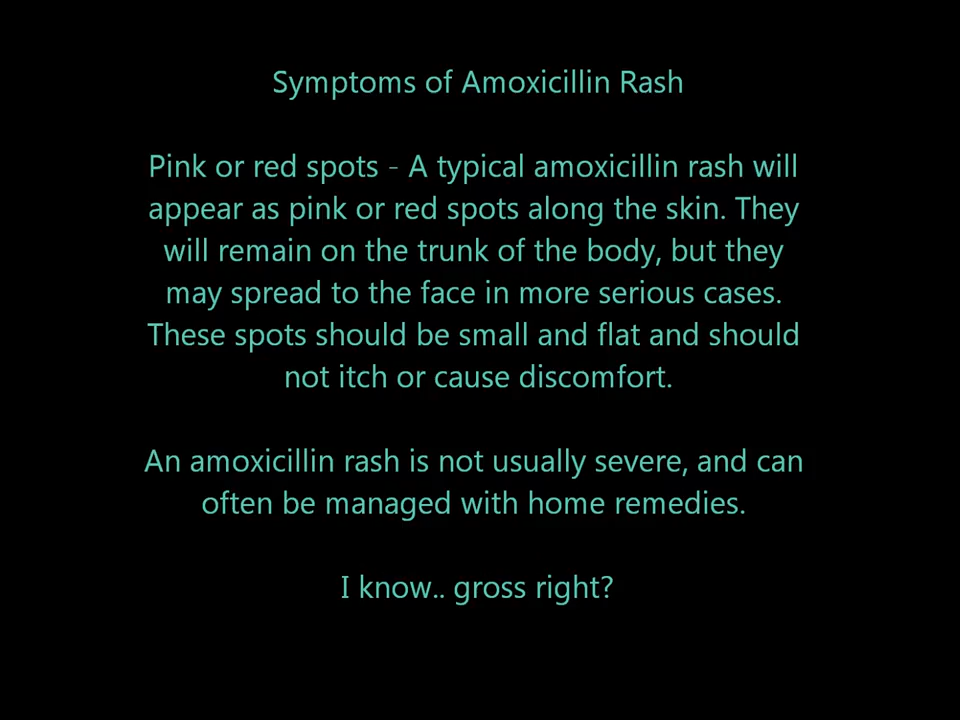 Symptoms of Amoxicillin Rash
Pink or red spots - A typical amoxicillin rash will
appear as pink or red spots along the skin. They
will remain on the trunk of the body, but they
may spread to the face in more serious cases.
These spots should be small and flat and should
not itch or cause discomfort.
An amoxicillin rash is not usually severe, and can
often be managed with home remedies.
I know.. gross right?